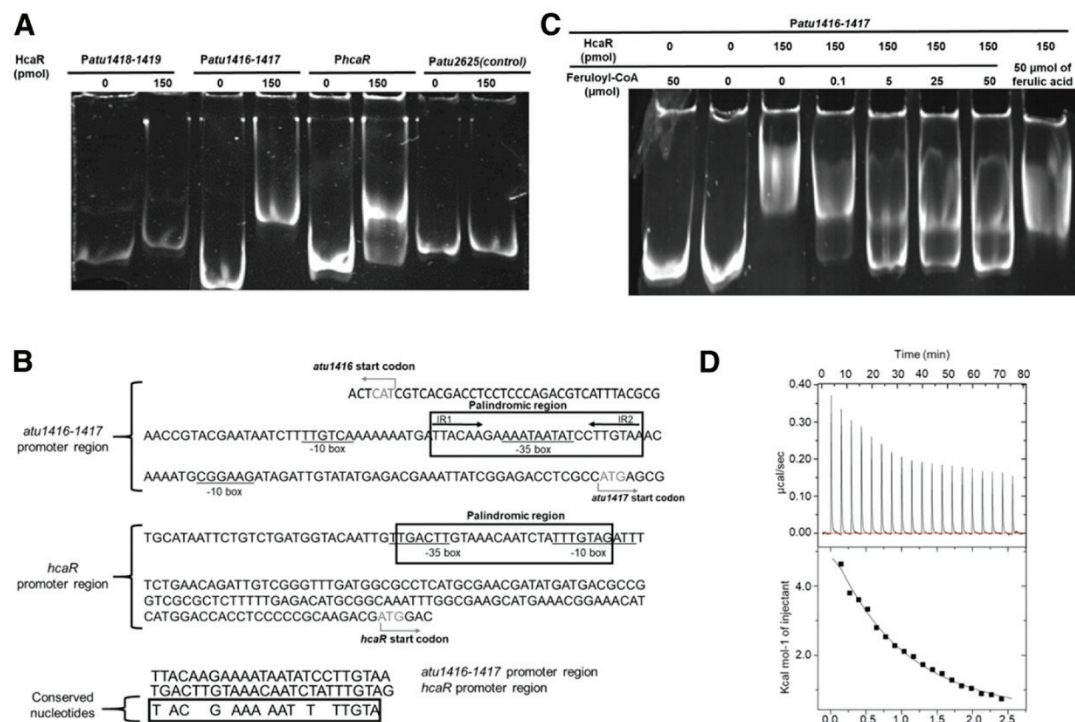 A
Patu1418-1419 Patu1416-1417 PhcaR Patu2625(control)
HcaR (pmol) 0 150 0 150 0 150 0 150
C
Patu1416-1417
HcaR (pmol) 0 0 150 150 150 150 150 150
Feruloyl-CoA (µmol) 50 0 0 0.1 5 25 50 50 µmol of ferulic acid
B
atu1416 start codon
ACTCATCGTCACGACCTCCTCCCAGACGTCATTTACGCG
Palindromic region
IR1 IR2
atu1416-1417 promoter region
AACCGTACGAATAATCTTTTGTCAAAAAAATGATTACAAGAAAATAATATCCTTGTAAAC
-10 box -35 box
AAAATGCGGAAGATAGATTGTATATGAGACGAAATTATCGGAGACCTCGCCATGAGCG
-10 box
atu1417 start codon
Palindromic region
hcaR promoter region
TGCATAATTCTGTCTGATGGTACAATTGTTGACTTGTAAACAATCTATTTGTAGATTT
-35 box -10 box
TCTGAACAGATTGTCGGGTTTGATGGCGCCTCATGCGAACGATATGATGACGCCG
GTCGCGCTCTTTTTGAGACATGCGGCAAATTTGGCGAAGCATGAAACGGAAACAT
CATGGACCACCTCCCCCGCAAGACGATGGAC
hcaR start codon
TTACAAGAAAATAATATCCTTGTAA atu1416-1417 promoter region
TGACTTGTAAACAATCTATTTGTAG hcaR promoter region
Conserved nucleotides
T AC G AAA AAT T TTGTA
D
Time (min)
0 10 20 30 40 50 60 70 80
0.40
0.30
0.20
0.10
0.00
µcal/sec
4.0
2.0
Kcal mol-1 of injectant
0.0 0.5 1.0 1.5 2.0 2.5